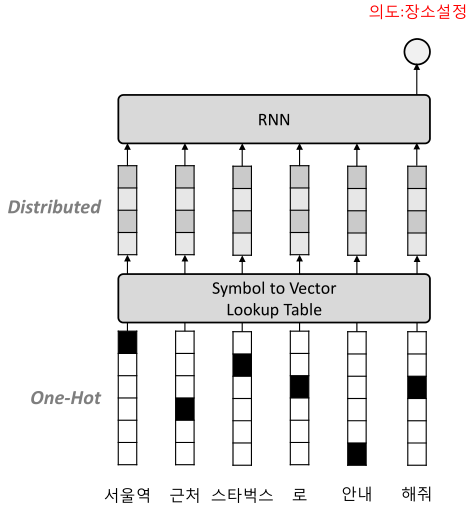 의도:장소설정
RNN
Distributed
Symbol to Vector
Lookup Table
One-Hot
서울역 근처 스타벅스 로 안내 해줘